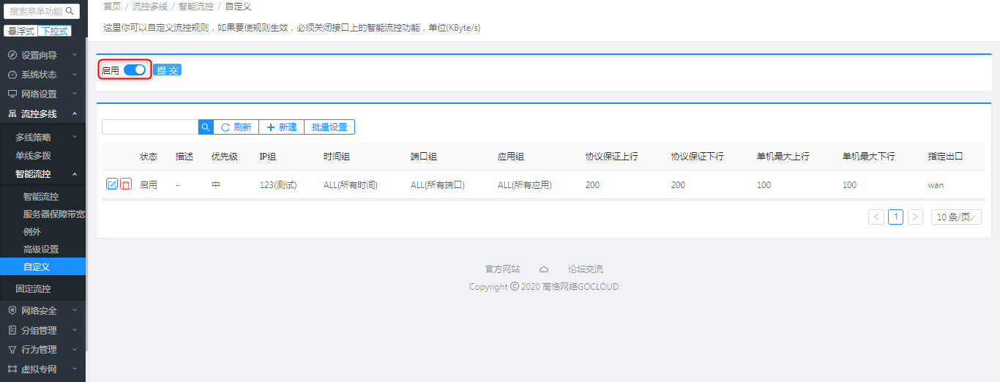 搜索菜单功能
悬浮式 下拉式
设置向导
系统状态
网络设置
流控多线
多线策略
单线多拨
智能流控
智能流控
服务器保障带宽
例外
高级设置
自定义
固定流控
网络安全
分组管理
行为管理
虚拟专网
首页 / 流控多线 / 智能流控 / 自定义
这里你可以自定义流控规则，如果要使规则生效，必须关闭接口上的智能流控功能，单位(KByte/s)
启用 提 交
刷新 新建 批量设置
状态 描述 优先级 IP组 时间组 端口组 应用组 协议保证上行 协议保证下行 单机最大上行 单机最大下行 指定出口
启用 - 中 123(测试) ALL(所有时间) ALL(所有端口) ALL(所有应用) 200 200 100 100 wan
< 1 > 10 条/页
官方网站 论坛交流
Copyright © 2020 高恪网络GOCLOUD